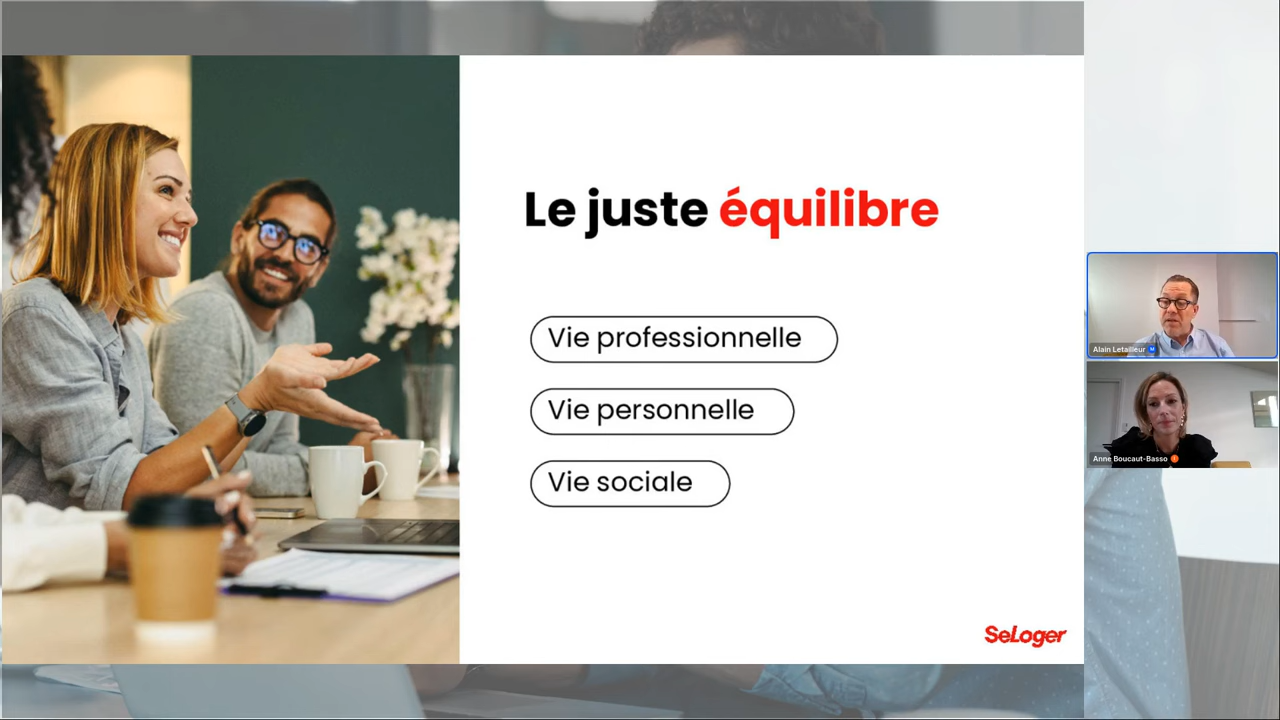 Le juste équilibre
Vie professionnelle
Vie personnelle
Vie sociale
SeLoger
Alain Letailleur M
Anne Boucaut-Basso